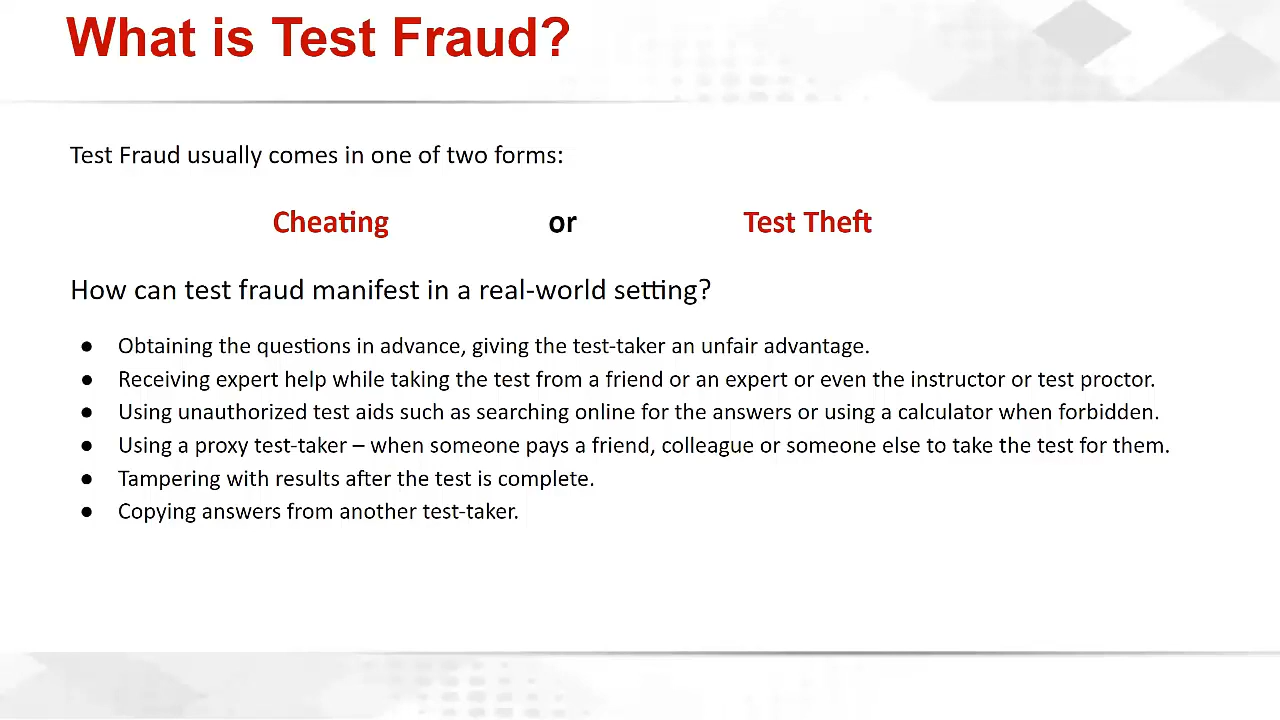 What is Test Fraud?
Test Fraud usually comes in one of two forms:
Cheating or Test Theft
How can test fraud manifest in a real-world setting?
● Obtaining the questions in advance, giving the test-taker an unfair advantage.
● Receiving expert help while taking the test from a friend or an expert or even the instructor or test proctor.
● Using unauthorized test aids such as searching online for the answers or using a calculator when forbidden.
● Using a proxy test-taker – when someone pays a friend, colleague or someone else to take the test for them.
● Tampering with results after the test is complete.
● Copying answers from another test-taker.